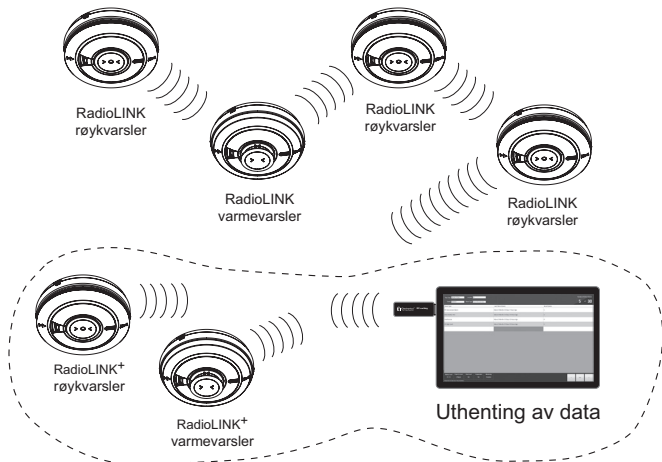 RadioLINK
røykvarsler
RadioLINK
røykvarsler
RadioLINK
varmevarsler
RadioLINK
røykvarsler
RadioLINK+
røykvarsler
RadioLINK+
varmevarsler
Uthenting av data